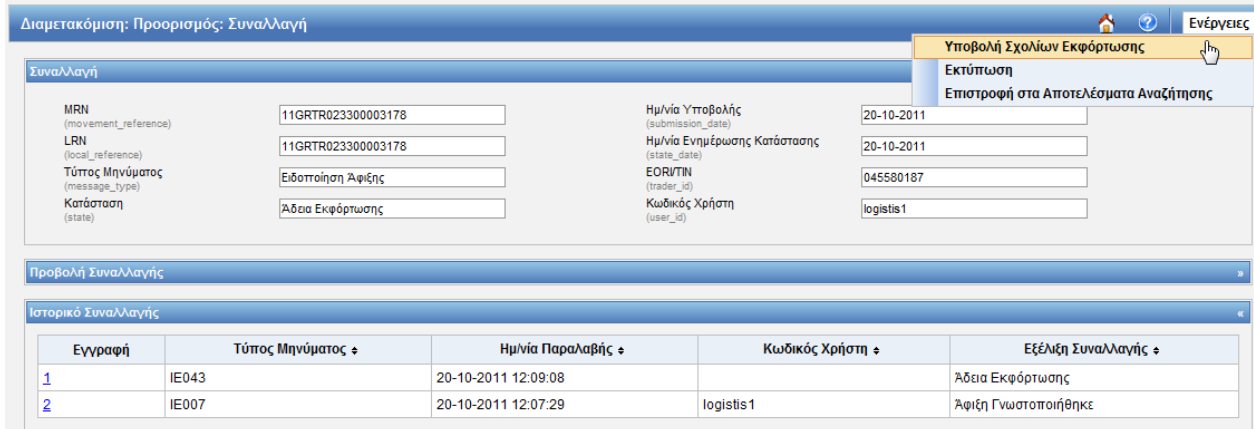 Διαμετακόμιση: Προορισμός: Συναλλαγή
Ενέργειες
Υποβολή Σχολίων Εκφόρτωσης
Εκτύπωση
Επιστροφή στα Αποτελέσματα Αναζήτησης
Συναλλαγή
MRN 11GRTR023300003178 Ημ/νία Υποβολής 20-10-2011
(movement_reference) (submission_date)
LRN 11GRTR023300003178 Ημ/νία Ενημέρωσης Κατάστασης 20-10-2011
(local_reference) (state_date)
Τύπος Μηνύματος Ειδοποίηση Άφιξης EORI/TIN 045580187
(message_type) (trader_id)
Κατάσταση Άδεια Εκφόρτωσης Κωδικός Χρήστη logistis1
(state) (user_id)
Προβολή Συναλλαγής »
Ιστορικό Συναλλαγής «
Εγγραφή Τύπος Μηνύματος Ημ/νία Παραλαβής Κωδικός Χρήστη Εξέλιξη Συναλλαγής
1 IE043 20-10-2011 12:09:08 Άδεια Εκφόρτωσης
2 IE007 20-10-2011 12:07:29 logistis1 Άφιξη Γνωστοποιήθηκε